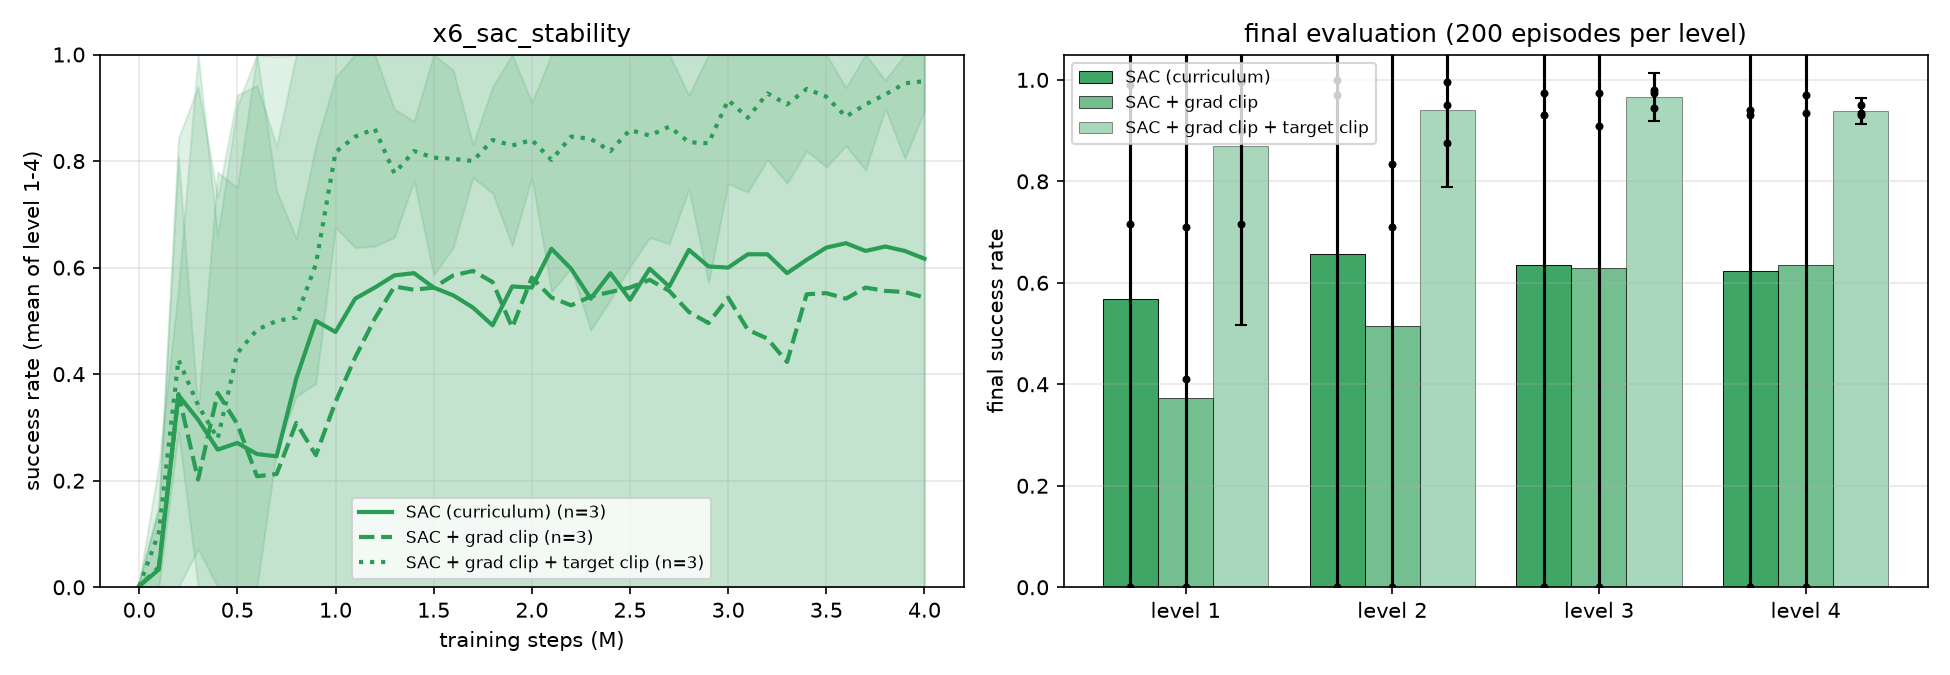 x6_sac_stability
success rate (mean of level 1-4)
1.0
0.8
0.6
0.4
0.2
0.0
SAC (curriculum) (n=3)
SAC + grad clip (n=3)
SAC + grad clip + target clip (n=3)
0.0 0.5 1.0 1.5 2.0 2.5 3.0 3.5 4.0
training steps (M)
final evaluation (200 episodes per level)
final success rate
1.0
0.8
0.6
0.4
0.2
0.0
SAC (curriculum)
SAC + grad clip
SAC + grad clip + target clip
level 1 level 2 level 3 level 4